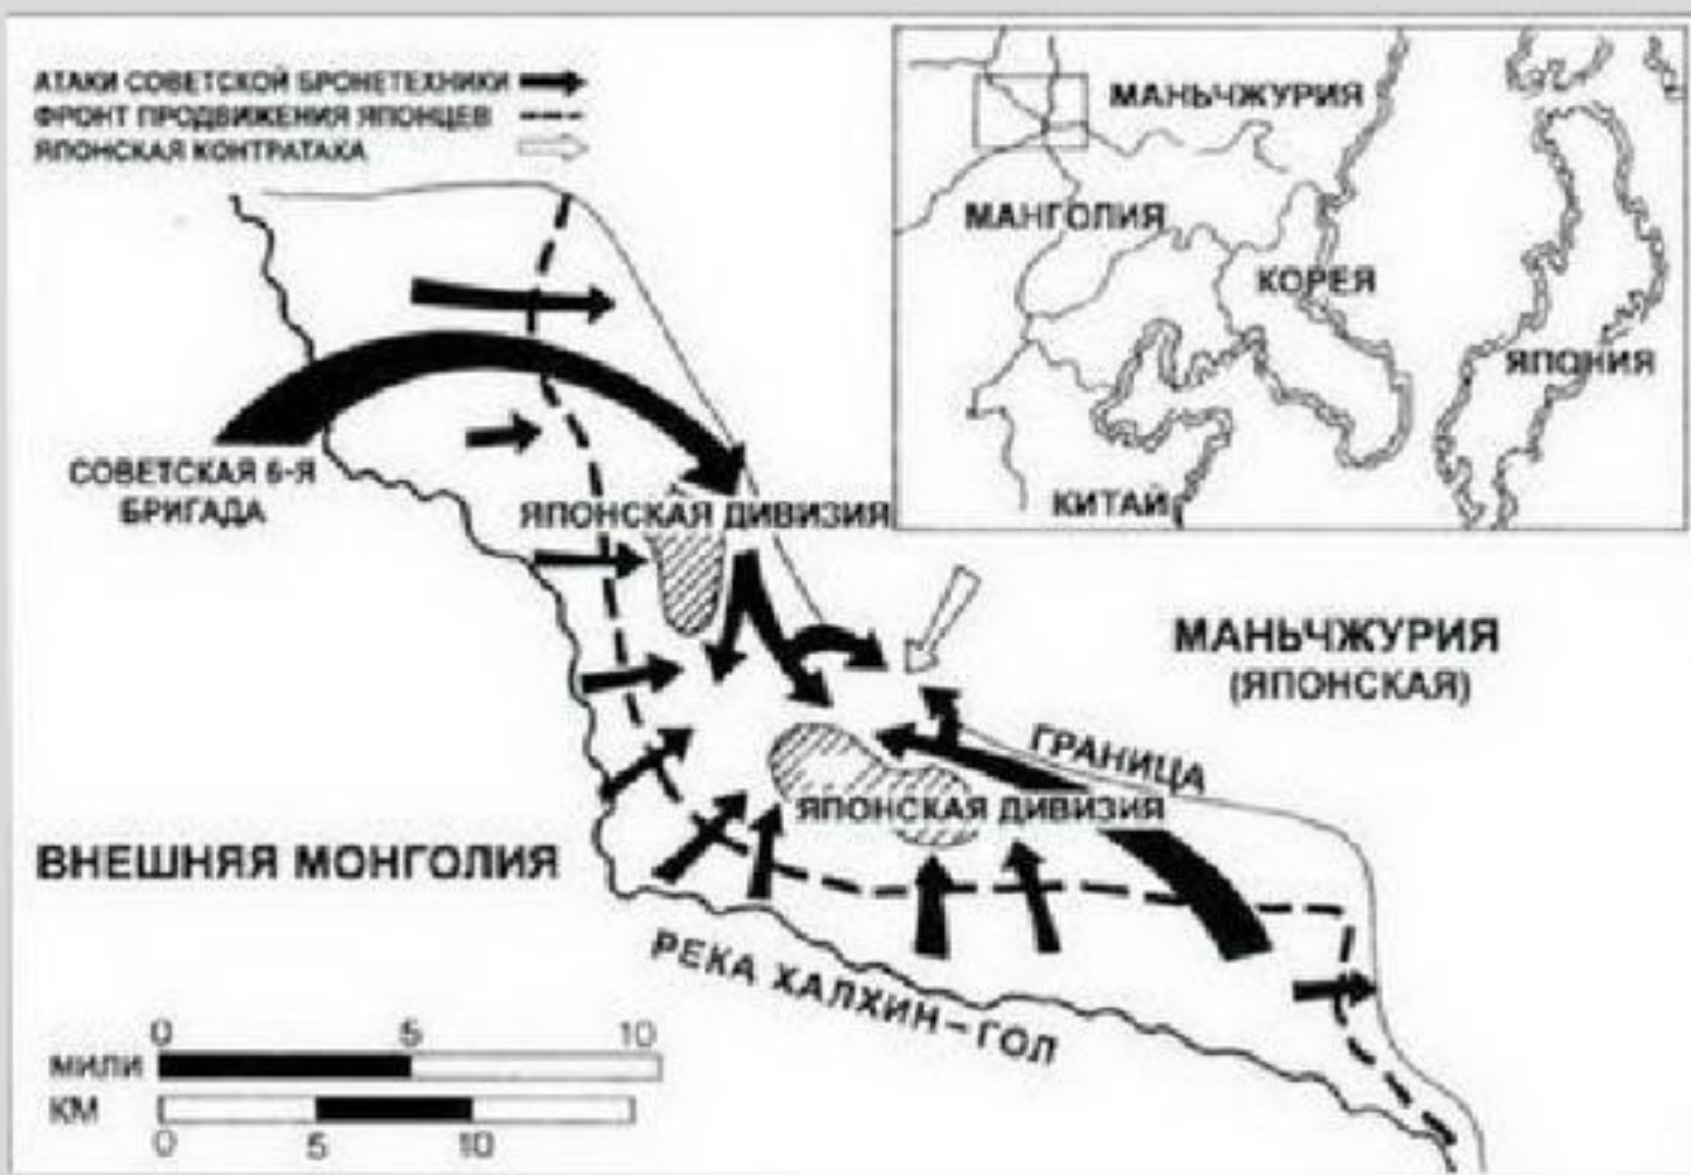 АТАКИ СОВЕТСКОЙ БРОНЕТЕХНИКИ
ФРОНТ ПРОДВИЖЕНИЯ ЯПОНЦЕВ
ЯПОНСКАЯ КОНТРАТАХА
МАНЬЧЖУРИЯ
МАНГОЛИЯ
КОРЕЯ
ЯПОНИЯ
КИТАЙ
СОВЕТСКАЯ 6-Я
БРИГАДА
ЯПОНСКАЯ ДИВИЗИЯ
МАНЬЧЖУРИЯ
(ЯПОНСКАЯ)
ГРАНИЦА
ЯПОНСКАЯ ДИВИЗИЯ
ВНЕШНЯЯ МОНГОЛИЯ
РЕКА ХАЛХИН-ГОЛ
0 5 10
МИЛИ
КМ
0 5 10